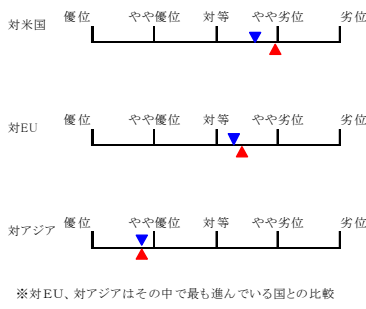 対米国
優位 やや優位 対等 やや劣位 劣位
対EU
優位 やや優位 対等 やや劣位 劣位
対アジア
優位 やや優位 対等 やや劣位 劣位
※対EU、対アジアはその中で最も進んでいる国との比較